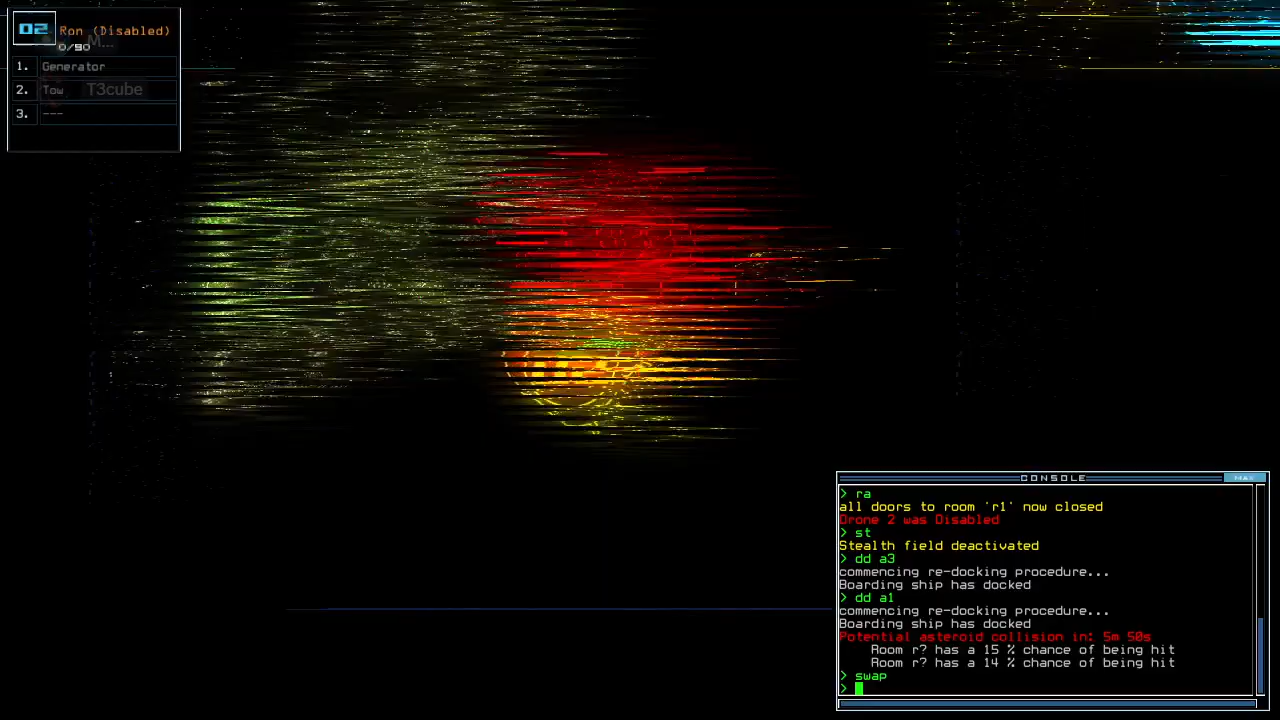 02 Ron (Disabled)
0/90
1. Generator
2. Tow T3cube
3. ---
CONSOLE
MAX
> ra
all doors to room 'r1' now closed
Drone 2 was Disabled
> st
Stealth field deactivated
> dd a3
commencing re-docking procedure...
Boarding ship has docked
> dd a1
commencing re-docking procedure...
Boarding ship has docked
Potential asteroid collision in: 5m 50s
Room r? has a 15 % chance of being hit
Room r? has a 14 % chance of being hit
> swap
>